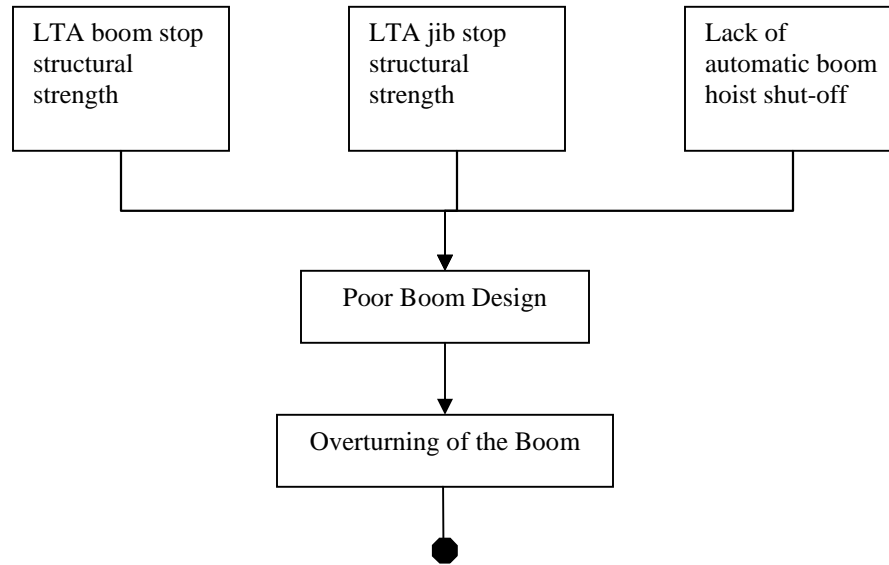 LTA boom stop
structural
strength
LTA jib stop
structural
strength
Lack of
automatic boom
hoist shut-off
Poor Boom Design
Overturning of the Boom